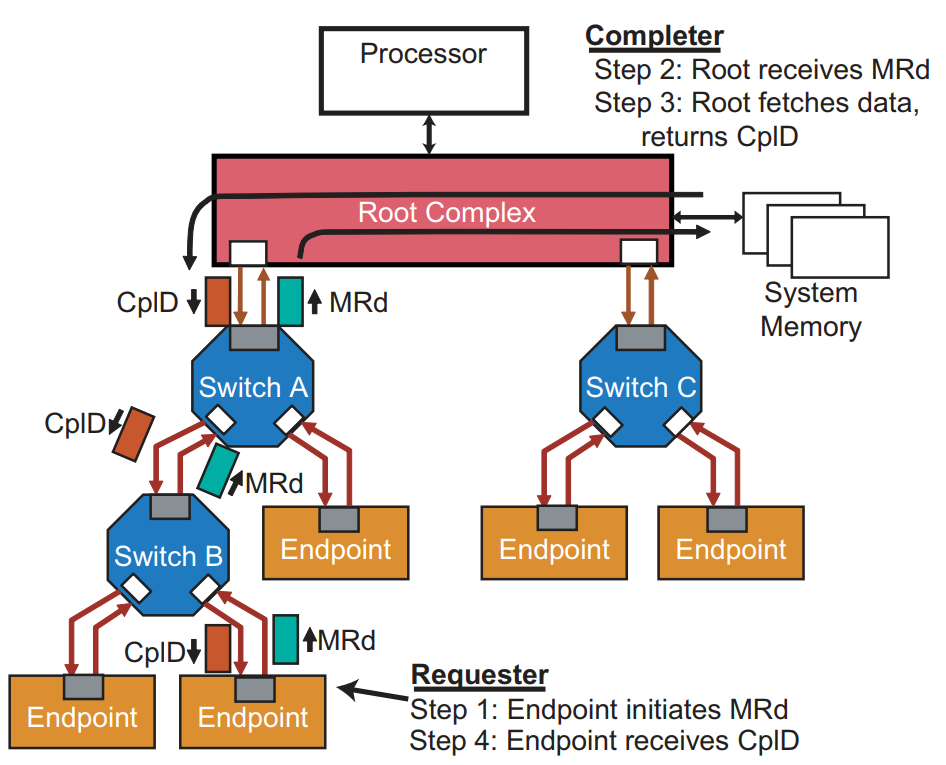 Processor
Completer
Step 2: Root receives MRd
Step 3: Root fetches data,
returns CplD
Root Complex
System
Memory
CplD
MRd
Switch A
Switch C
CplD
MRd
Switch B
Endpoint
Endpoint
Endpoint
CplD
MRd
Endpoint
Endpoint
Requester
Step 1: Endpoint initiates MRd
Step 4: Endpoint receives CplD